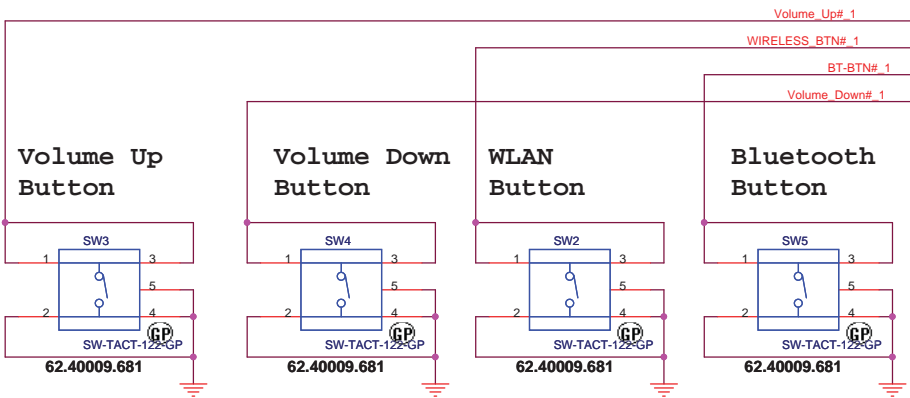 Volume_Up#_1
WIRELESS_BTN#_1
BT-BTN#_1
Volume_Down#_1
Volume Up
Button
Volume Down
Button
WLAN
Button
Bluetooth
Button
SW3
1
3
5
2
4
GP
SW-TACT-122-GP
62.40009.681
SW4
1
3
5
2
4
GP
SW-TACT-122-GP
62.40009.681
SW2
1
3
5
2
4
GP
SW-TACT-122-GP
62.40009.681
SW5
1
3
5
2
4
GP
SW-TACT-122-GP
62.40009.681